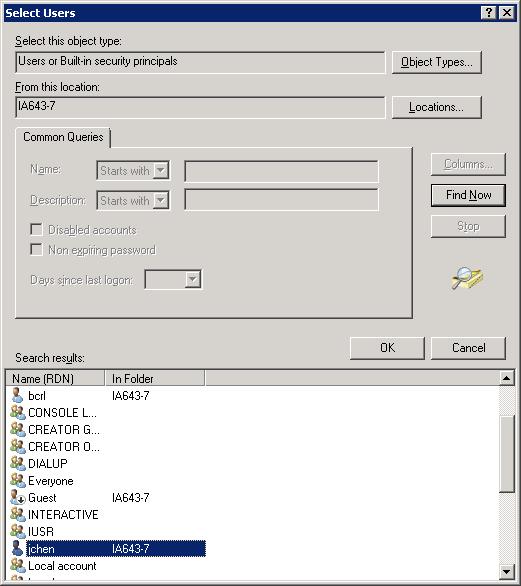 Select Users
Select this object type:
Users or Built-in security principals
Object Types...
From this location:
IA643-7
Locations...
Common Queries
Name: Starts with
Description: Starts with
Disabled accounts
Non expiring password
Days since last logon:
Columns...
Find Now
Stop
OK Cancel
Search results:
Name (RDN) In Folder
bcrl IA643-7
CONSOLE L...
CREATOR G...
CREATOR O...
DIALUP
Everyone
Guest IA643-7
INTERACTIVE
IUSR
jchen IA643-7
Local account